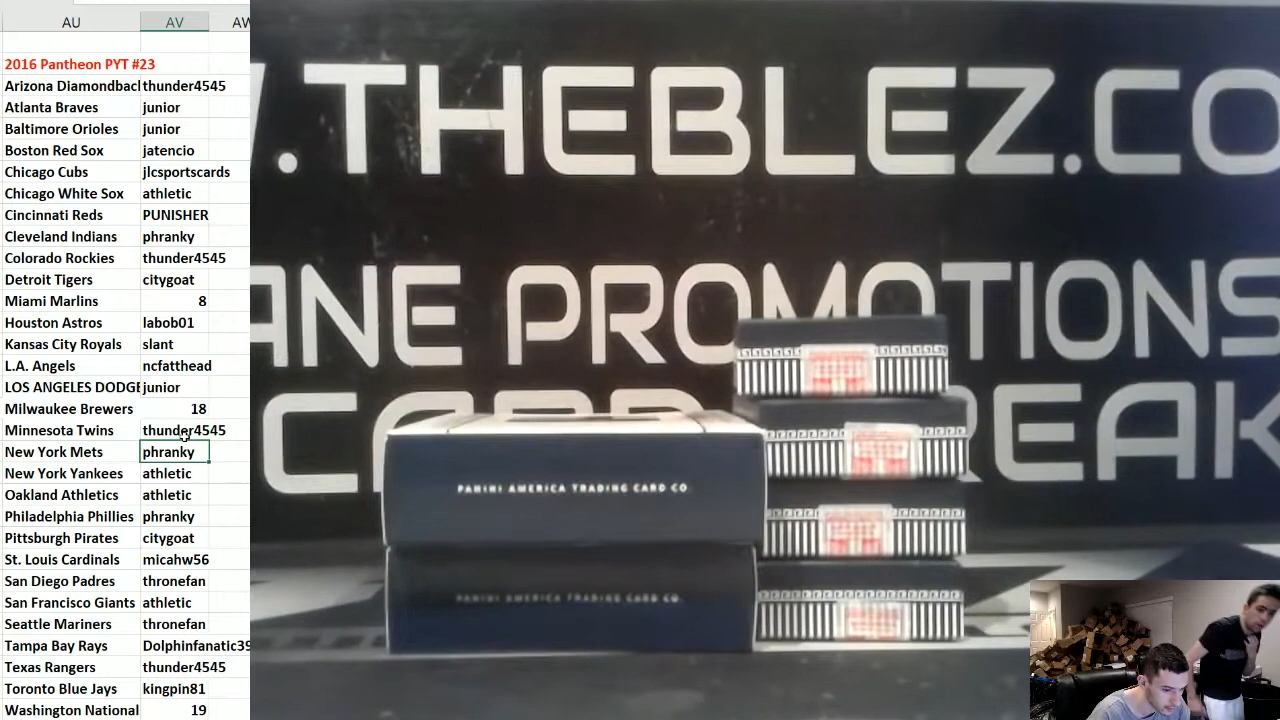 AU AV AW
2016 Pantheon PYT #23
Arizona Diamondbacl thunder4545
Atlanta Braves junior
Baltimore Orioles junior
Boston Red Sox jatencio
Chicago Cubs jlcsportscards
Chicago White Sox athletic
Cincinnati Reds PUNISHER
Cleveland Indians phranky
Colorado Rockies thunder4545
Detroit Tigers citygoat
Miami Marlins 8
Houston Astros labob01
Kansas City Royals slant
L.A. Angels ncfatthead
LOS ANGELES DODGE junior
Milwaukee Brewers 18
Minnesota Twins thunder4545
New York Mets phranky
New York Yankees athletic
Oakland Athletics athletic
Philadelphia Phillies phranky
Pittsburgh Pirates citygoat
St. Louis Cardinals micahw56
San Diego Padres thronefan
San Francisco Giants athletic
Seattle Mariners thronefan
Tampa Bay Rays Dolphinfanatic39
Texas Rangers thunder4545
Toronto Blue Jays kingpin81
Washington National 19
.THEBLEZ.CO
ANE PROMOTIONS
CARD BREAK
PANINI AMERICA TRADING CARD CO.
PANINI AMERICA TRADING CARD CO.